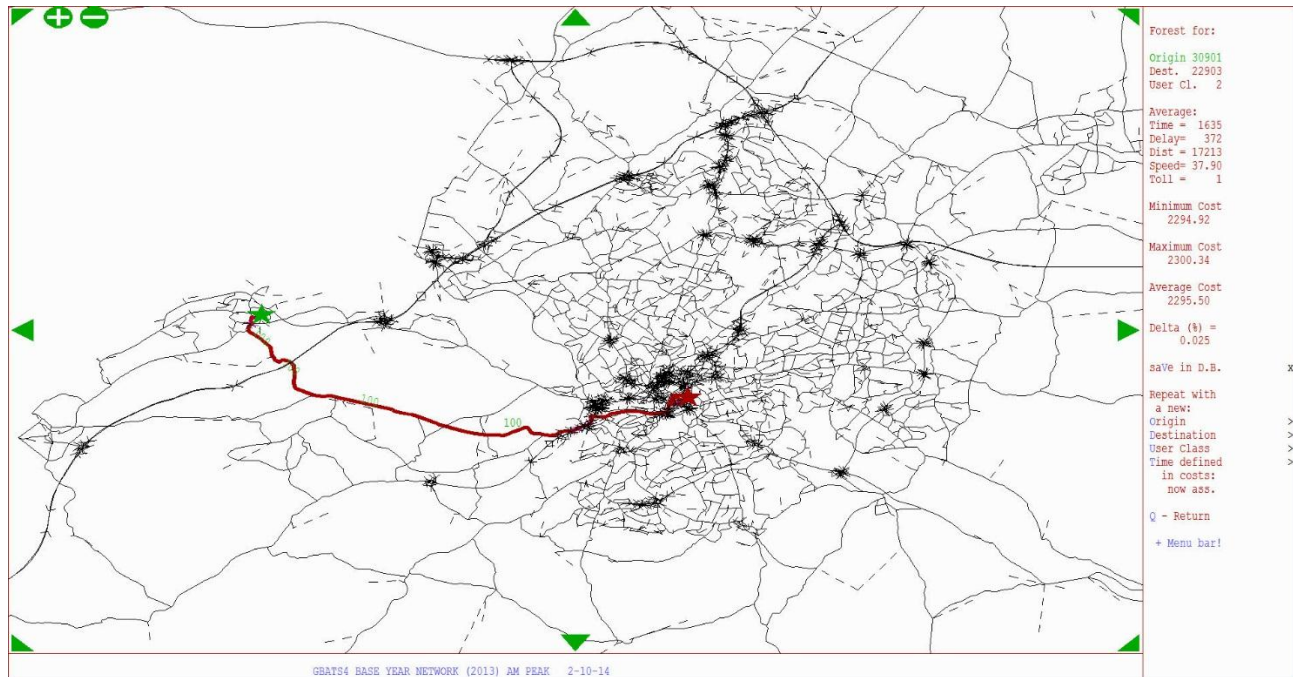 Forest for:
Origin 30901
Dest. 22903
User Cl. 2
Average:
Time = 1635
Delay= 372
Dist = 17213
Speed= 37.90
Toll = 1
Minimum Cost
2294.92
Maximum Cost
2300.34
Average Cost
2295.50
Delta (%) =
0.025
saVe in D.B. x
Repeat with
a new:
Origin >
Destination >
User Class >
Time defined >
in costs:
now ass.
Q - Return
+ Menu bar!
100
100
GBATS4 BASE YEAR NETWORK (2013) AM PEAK 2-10-14